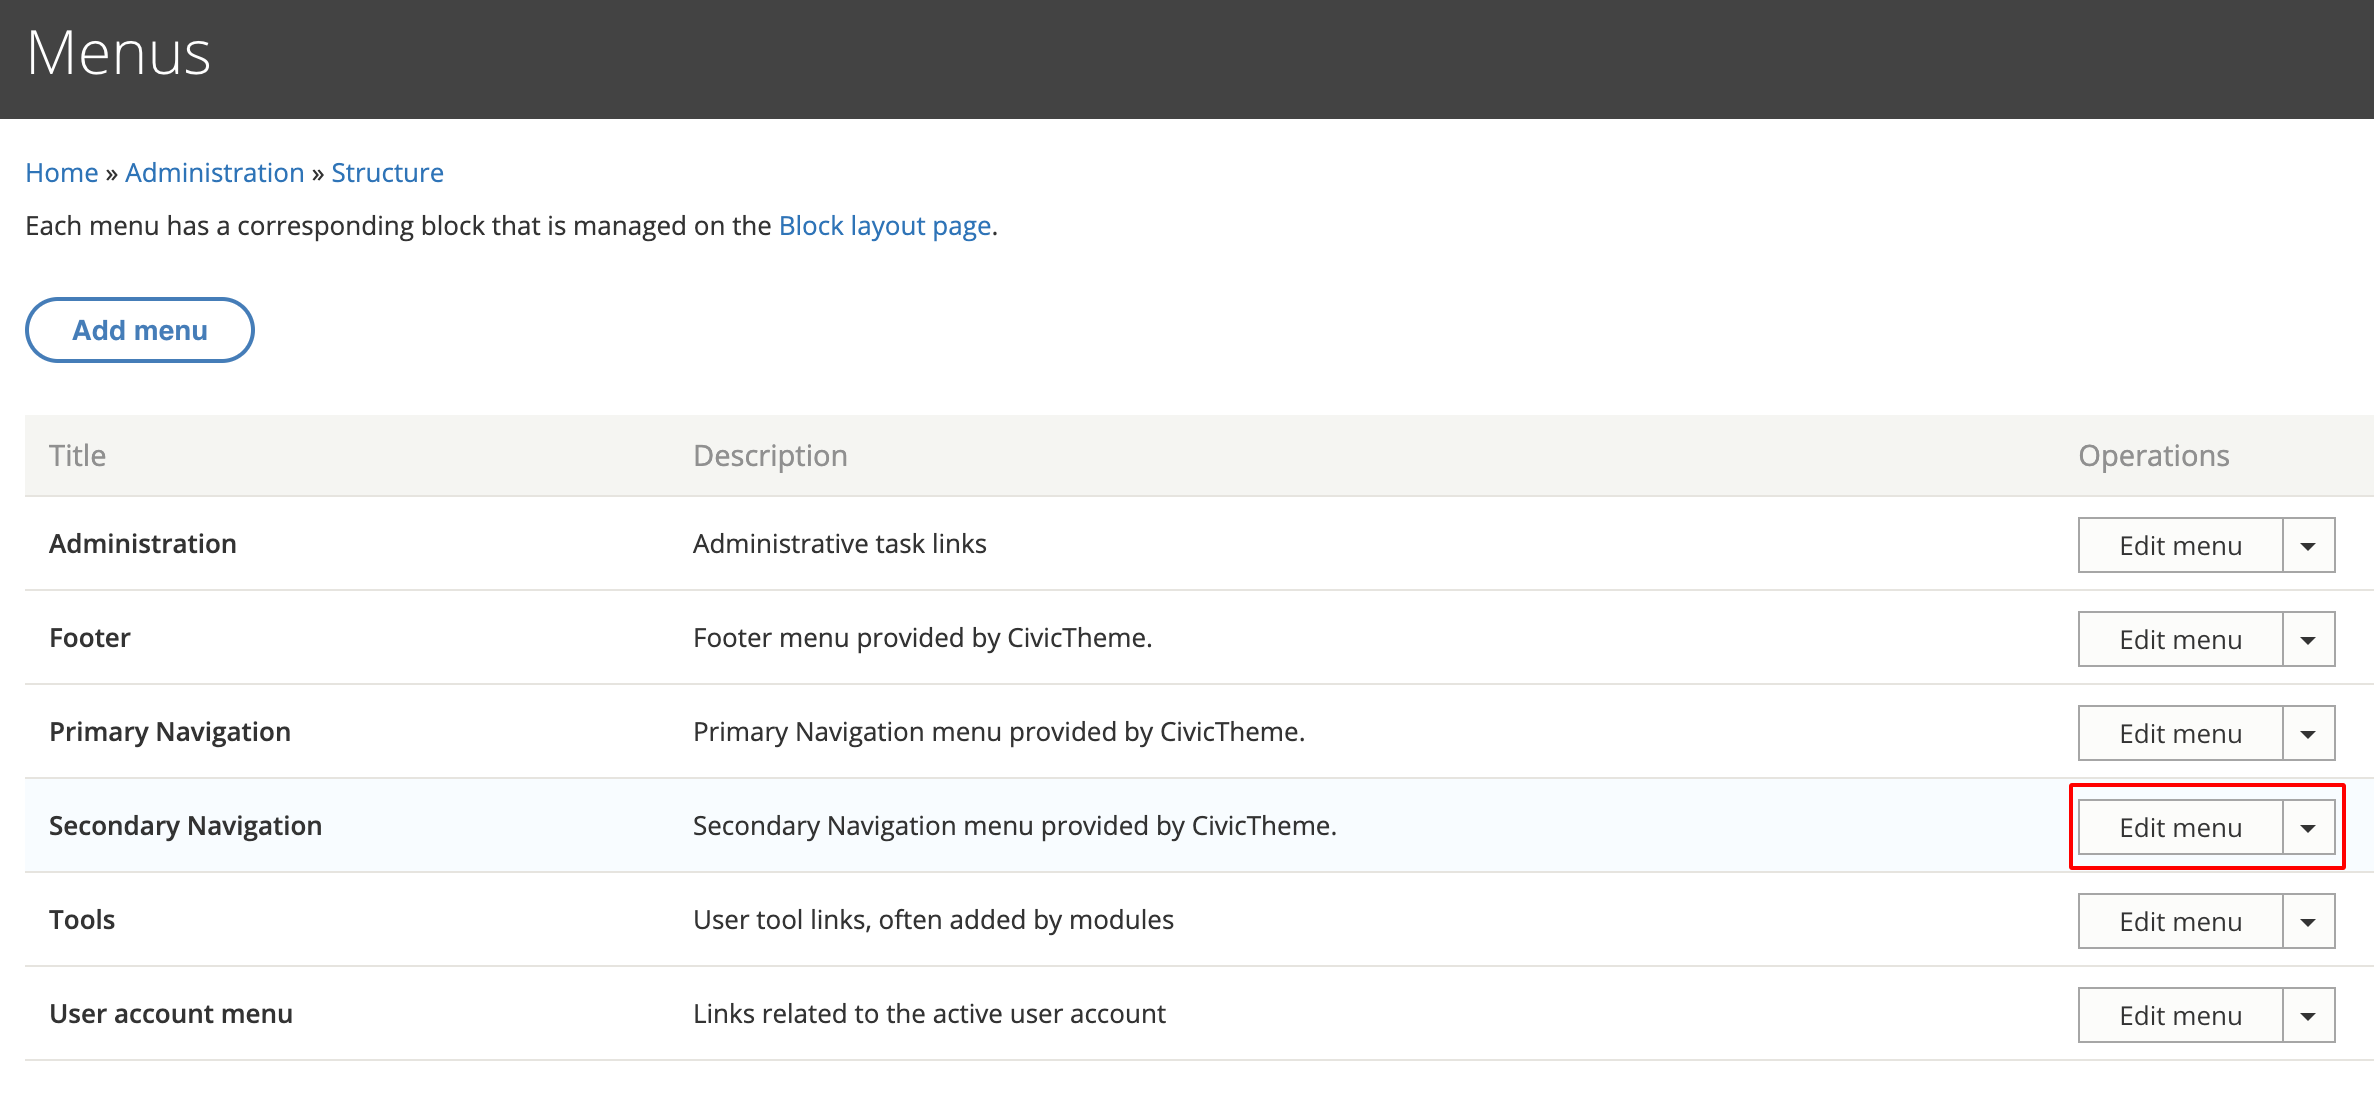 Menus
Home » Administration » Structure
Each menu has a corresponding block that is managed on the Block layout page.
Add menu
Title Description Operations
Administration Administrative task links Edit menu
Footer Footer menu provided by CivicTheme. Edit menu
Primary Navigation Primary Navigation menu provided by CivicTheme. Edit menu
Secondary Navigation Secondary Navigation menu provided by CivicTheme. Edit menu
Tools User tool links, often added by modules Edit menu
User account menu Links related to the active user account Edit menu